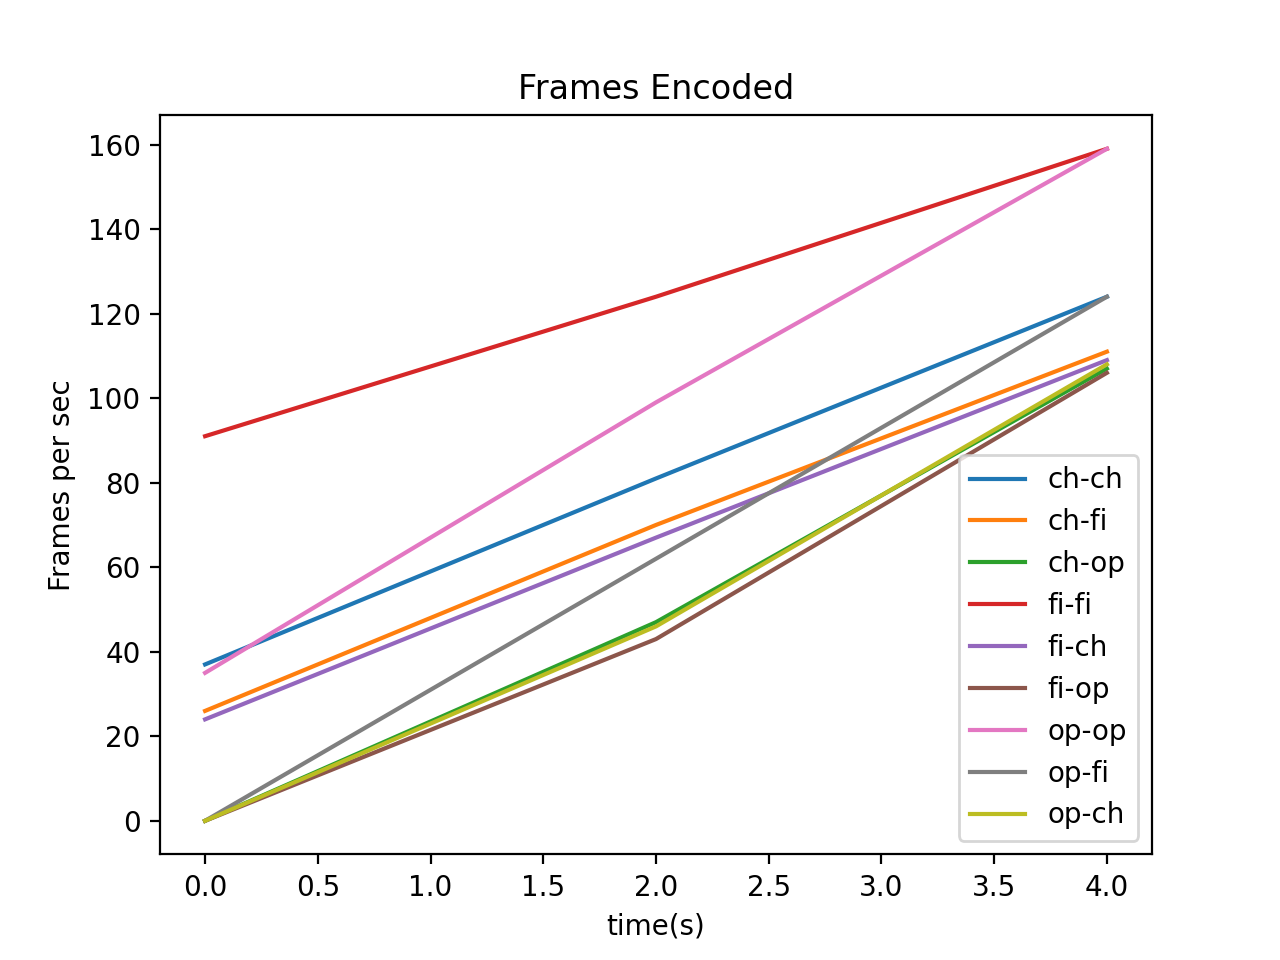 Frames Encoded
160
140
120
100
80
60
40
20
0
Frames per sec
ch-ch
ch-fi
ch-op
fi-fi
fi-ch
fi-op
op-op
op-fi
op-ch
0.0 0.5 1.0 1.5 2.0 2.5 3.0 3.5 4.0
time(s)